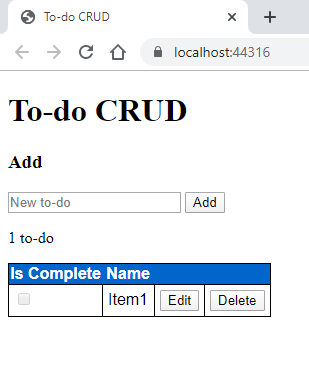 To-do CRUD
localhost:44316
To-do CRUD
Add
New to-do Add
1 to-do
Is Complete Name
Item1 Edit Delete